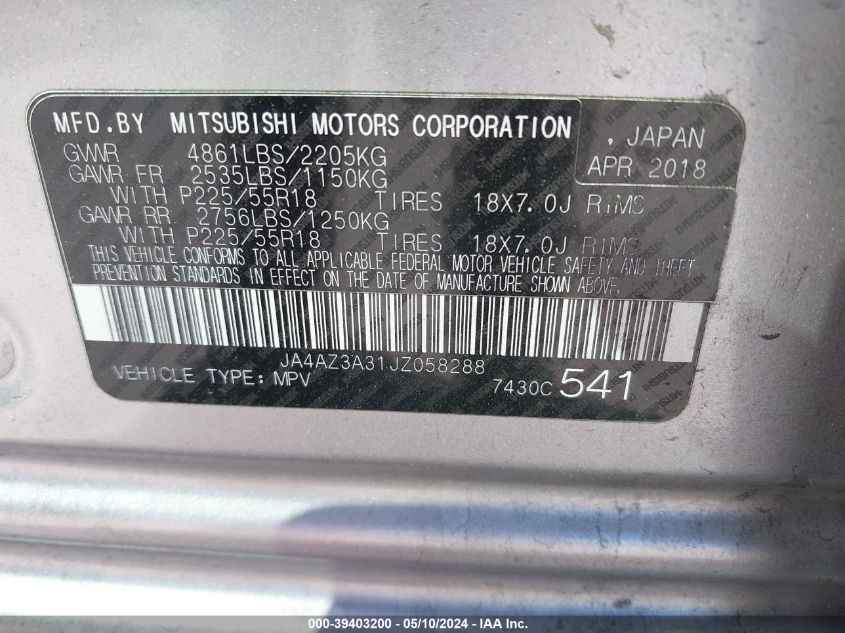 MFD.BY MITSUBISHI MOTORS CORPORATION
. JAPAN
APR 2018
GVWR 4861LBS/2205KG
GAWR FR 2535LBS/1150KG
WITH P225/55R18 TIRES 18X7.0J RIMS
GAWR RR 2756LBS/1250KG
WITH P225/55R18 TIRES 18X7.0J RIMS
THIS VEHICLE CONFORMS TO ALL APPLICABLE FEDERAL MOTOR VEHICLE SAFETY AND THEFT
PREVENTION STANDARDS IN EFFECT ON THE DATE OF MANUFACTURE SHOWN ABOVE.
JA4AZ3A31JZ058288
VEHICLE TYPE: MPV 7430C 541
000-39403200 - 05/10/2024 - IAA Inc.